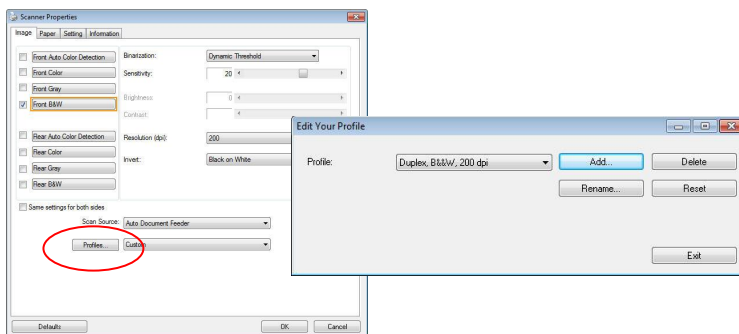 Scanner Properties
Image Paper Setting Information
Front Auto Color Detection
Front Color
Front Gray
Front B&W
Rear Auto Color Detection
Rear Color
Rear Gray
Rear B&W
Binarization: Dynamic Threshold
Sensitivity: 20
Brightness: 0
Contrast:
Resolution (dpi): 200
Invert: Black on White
Same settings for both sides
Scan Source: Auto Document Feeder
Profiles... Custom
Defaults OK Cancel
Edit Your Profile
Profile: Duplex, B&&W, 200 dpi Add... Delete
Rename... Reset
Exit